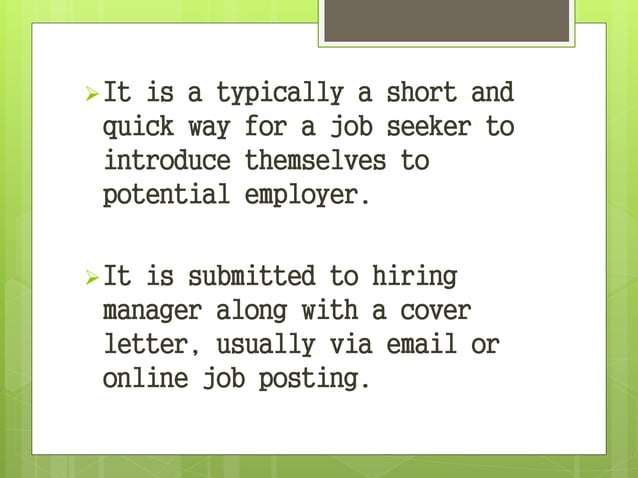 It is a typically a short and
quick way for a job seeker to
introduce themselves to
potential employer.
It is submitted to hiring
manager along with a cover
letter, usually via email or
online job posting.